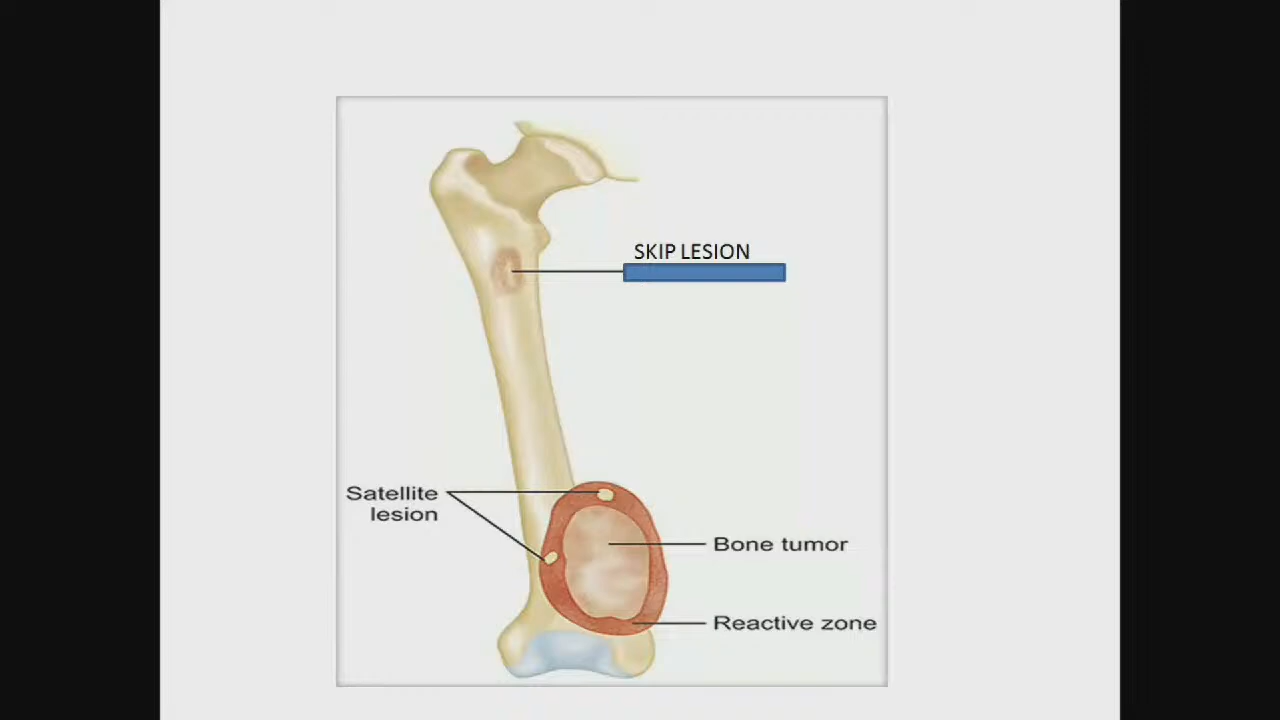 SKIP LESION
Satellite
lesion
Bone tumor
Reactive zone